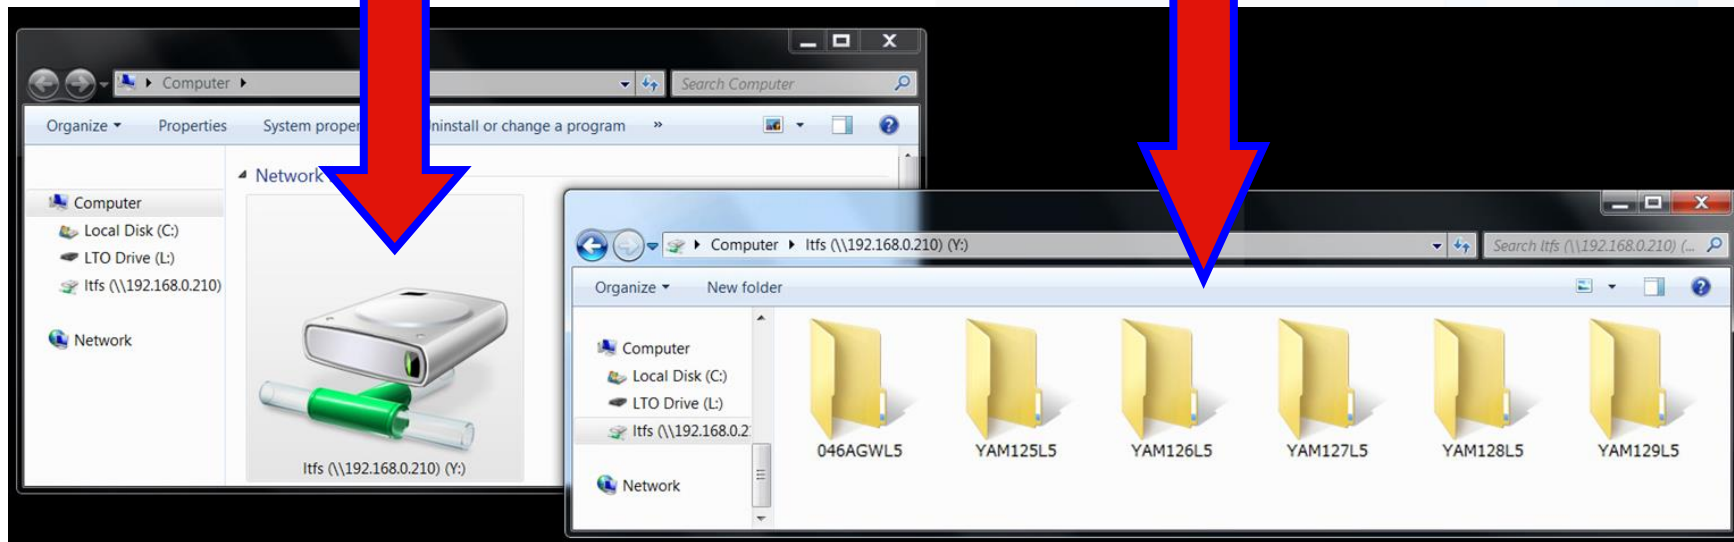 Computer
Search Computer
Organize
Properties
System proper
ninstall or change a program
»
Network
Computer
Local Disk (C:)
LTO Drive (L:)
ltfs (\\192.168.0.210)
Network
ltfs (\\192.168.0.210) (Y:)
Computer ltfs (\\192.168.0.210) (Y:)
Search ltfs (\\192.168.0.210) (...
Organize
New folder
Computer
Local Disk (C:)
LTO Drive (L:)
ltfs (\\192.168.0.2
Network
046AGWL5
YAM125L5
YAM126L5
YAM127L5
YAM128L5
YAM129L5